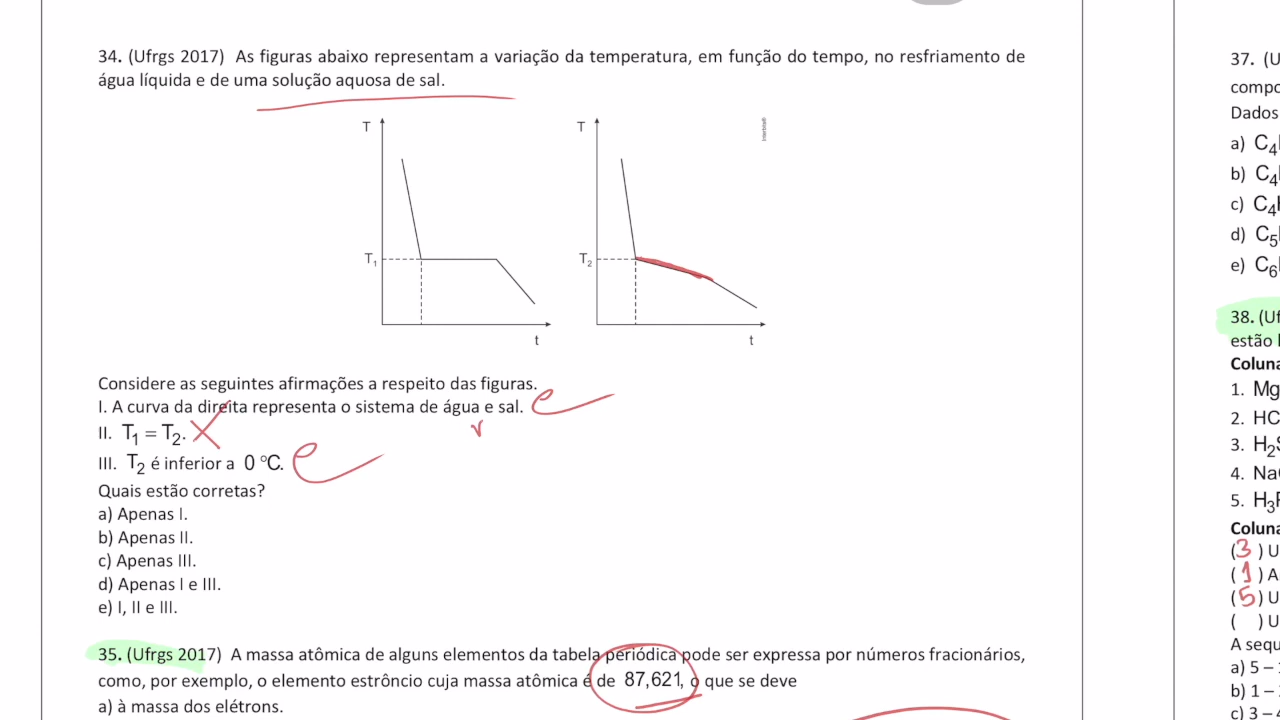 34. (Ufrgs 2017) As figuras abaixo representam a variação da temperatura, em função do tempo, no resfriamento de
água líquida e de uma solução aquosa de sal.
T
T₁
t
T
T₂
t
Considere as seguintes afirmações a respeito das figuras.
I. A curva da direita representa o sistema de água e sal.
II. T₁ = T₂.
III. T₂ é inferior a 0 °C.
Quais estão corretas?
a) Apenas I.
b) Apenas II.
c) Apenas III.
d) Apenas I e III.
e) I, II e III.
35. (Ufrgs 2017) A massa atômica de alguns elementos da tabela periódica pode ser expressa por números fracionários,
como, por exemplo, o elemento estrôncio cuja massa atômica é de 87,621, o que se deve
a) à massa dos elétrons.
37. (U
compo
Dados
a) C₄
b) C₄
c) C₄
d) C₅
e) C₆
38. (Uf
estão
Coluna
1. Mg
2. HC
3. H₂S
4. Na
5. H₃
Coluna
(3) U
(1) A
(5) U
( ) U
A sequ
a) 5 –
b) 1 –
c) 3 – 4